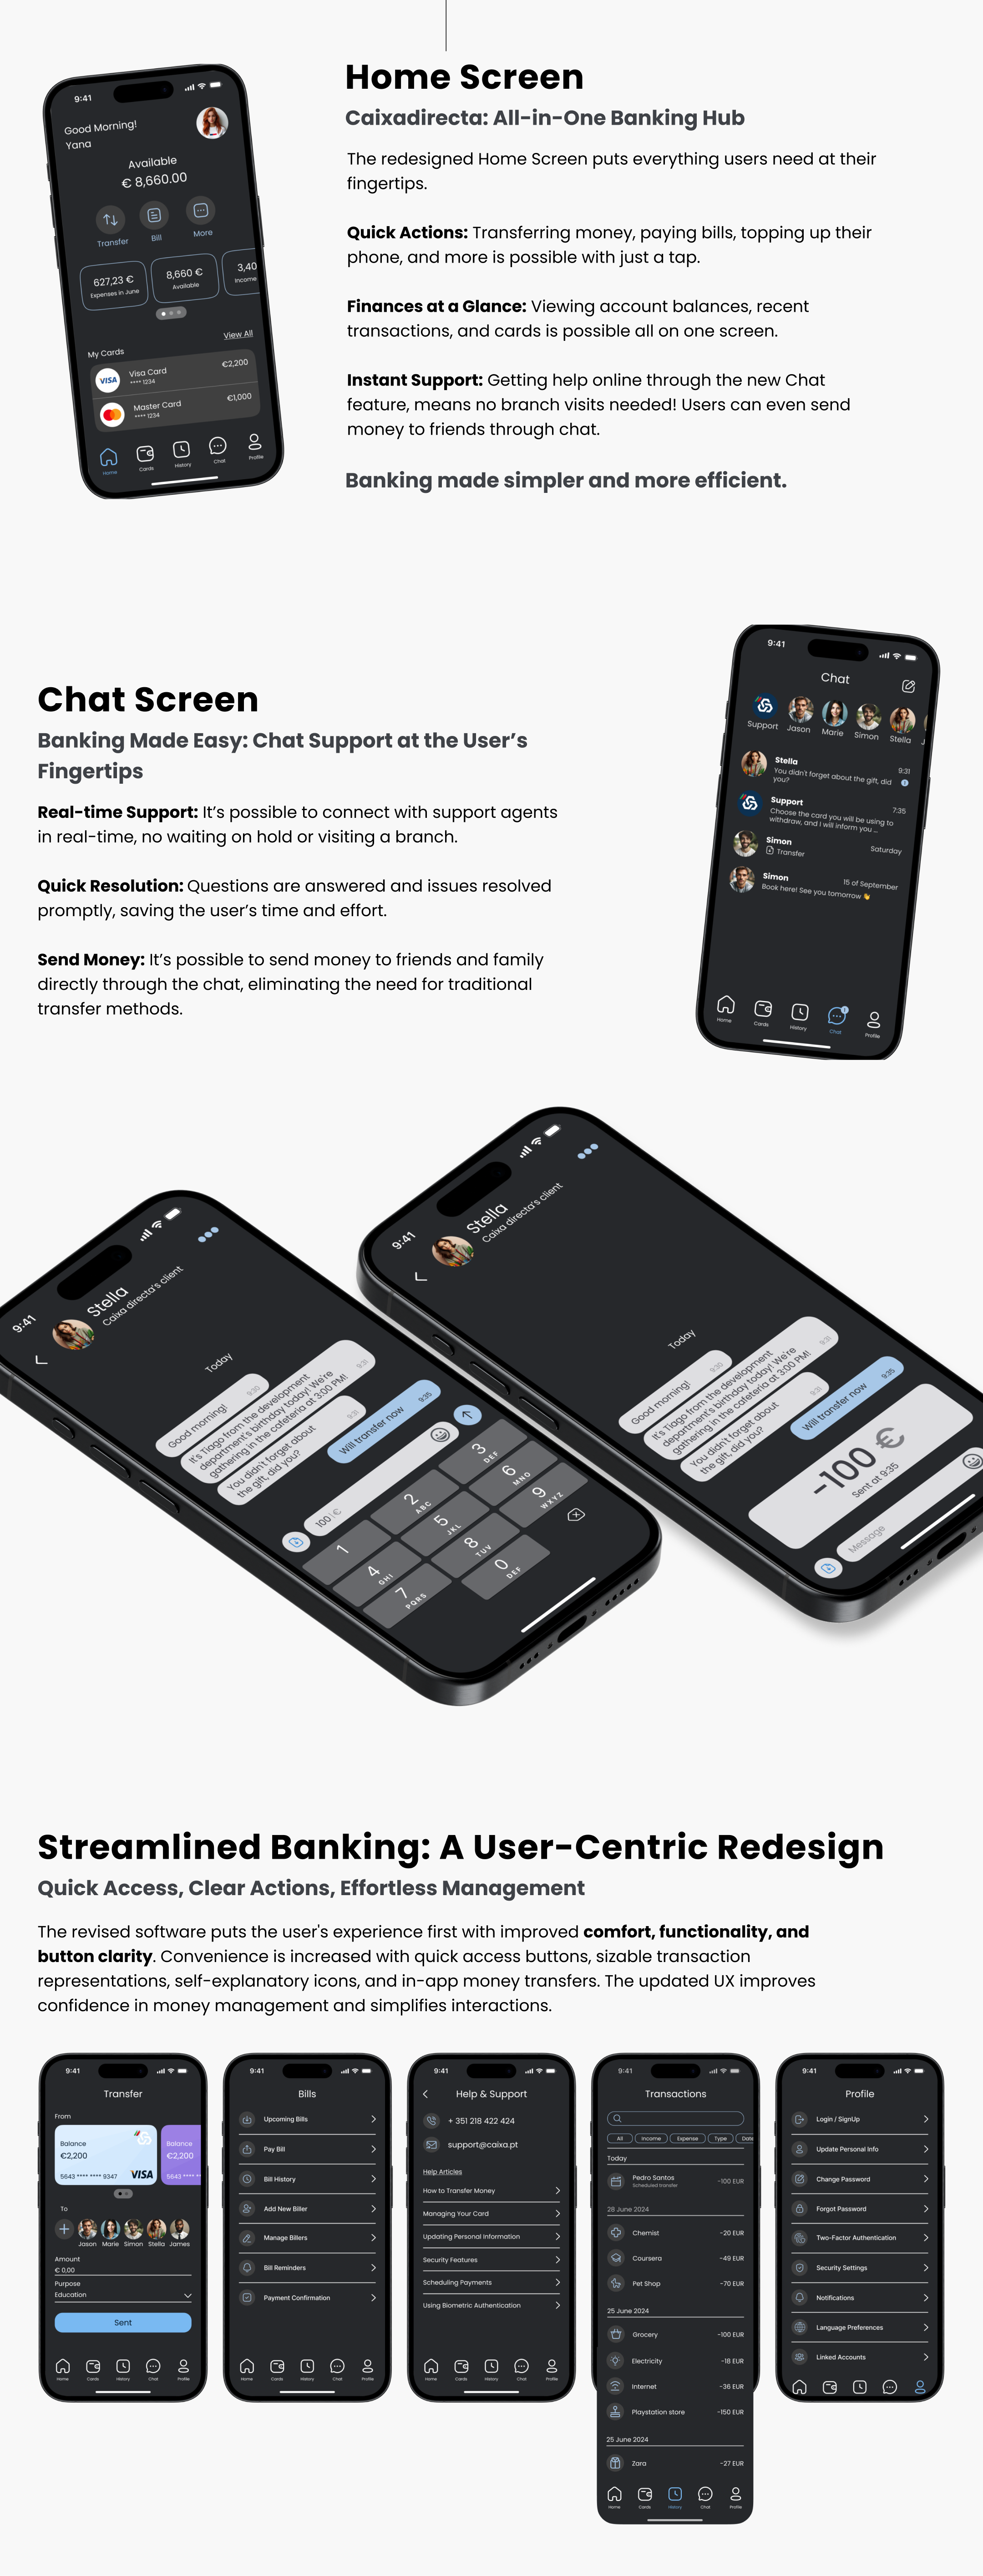 Home Screen
Caixadirecta: All-in-One Banking Hub
The redesigned Home Screen puts everything users need at their
fingertips.
Quick Actions: Transferring money, paying bills, topping up their
phone, and more is possible with just a tap.
Finances at a Glance: Viewing account balances, recent
transactions, and cards is possible all on one screen.
Instant Support: Getting help online through the new Chat
feature, means no branch visits needed! Users can even send
money to friends through chat.
Banking made simpler and more efficient.
9:41
Good Morning!
Yana
Available
€ 8,660.00
Transfer
Bill
More
627,23 €
Expenses in June
8,660 €
Available
3,40
Income
View All
My Cards
VISA
Visa Card
**** 1234
€2,200
Master Card
**** 1234
€1,000
Home
Cards
History
Chat
Profile
Chat Screen
Banking Made Easy: Chat Support at the User’s
Fingertips
Real-time Support: It’s possible to connect with support agents
in real-time, no waiting on hold or visiting a branch.
Quick Resolution: Questions are answered and issues resolved
promptly, saving the user’s time and effort.
Send Money: It’s possible to send money to friends and family
directly through the chat, eliminating the need for traditional
transfer methods.
9:41
Chat
Support
Jason
Marie
Simon
Stella
J
Stella
9:31
You didn't forget about the gift, did
you?
Support
7:35
Choose the card you will be using to
withdraw, and I will inform you ...
Simon
Saturday
Transfer
Simon
15 of September
Book here! See you tomorrow 👋
Home
Cards
History
Chat
Profile
9:41
Stella
Caixa directa's client
Today
Good morning!
9:30
It's Tiago from the development
department's birthday today! We're
gathering in the cafeteria at 3:00 PM!
9:31
You didn't forget about
the gift, did you?
9:31
Will transfer now
9:35
100 €
1
2
ABC
3
DEF
4
GHI
5
JKL
6
MNO
7
PQRS
8
TUV
9
WXYZ
0
DEF
9:41
Stella
Caixa directa's client
Today
Good morning!
9:30
It's Tiago from the development
department's birthday today! We're
gathering in the cafeteria at 3:00 PM!
9:31
You didn't forget about
the gift, did you?
9:31
Will transfer now
9:35
-100 €
Sent at 9:35
Message
Streamlined Banking: A User-Centric Redesign
Quick Access, Clear Actions, Effortless Management
The revised software puts the user's experience first with improved comfort, functionality, and
button clarity. Convenience is increased with quick access buttons, sizable transaction
representations, self-explanatory icons, and in-app money transfers. The updated UX improves
confidence in money management and simplifies interactions.
9:41
Transfer
From
Balance
€2,200
5643 **** **** 9347
VISA
Balance
€2,200
5643 **** **
To
Jason
Marie
Simon
Stella
James
Amount
€ 0,00
Purpose
Education
Sent
Home
Cards
History
Chat
Profile
9:41
Bills
Upcoming Bills
Pay Bill
Bill History
Add New Biller
Manage Billers
Bill Reminders
Payment Confirmation
Home
Cards
History
Chat
Profile
9:41
Help & Support
+ 351 218 422 424
support@caixa.pt
Help Articles
How to Transfer Money
Managing Your Card
Updating Personal Information
Security Features
Scheduling Payments
Using Biometric Authentication
Home
Cards
History
Chat
Profile
9:41
Transactions
All
Income
Expense
Type
Date
Today
Pedro Santos
Scheduled transfer
-100 EUR
28 June 2024
Chemist
-20 EUR
Coursera
-49 EUR
Pet Shop
-70 EUR
25 June 2024
Grocery
-100 EUR
Electricity
-18 EUR
Internet
-36 EUR
Playstation store
-150 EUR
25 June 2024
Zara
-27 EUR
Home
Cards
History
Chat
Profile
9:41
Profile
Login / SignUp
Update Personal Info
Change Password
Forgot Password
Two-Factor Authentication
Security Settings
Notifications
Language Preferences
Linked Accounts